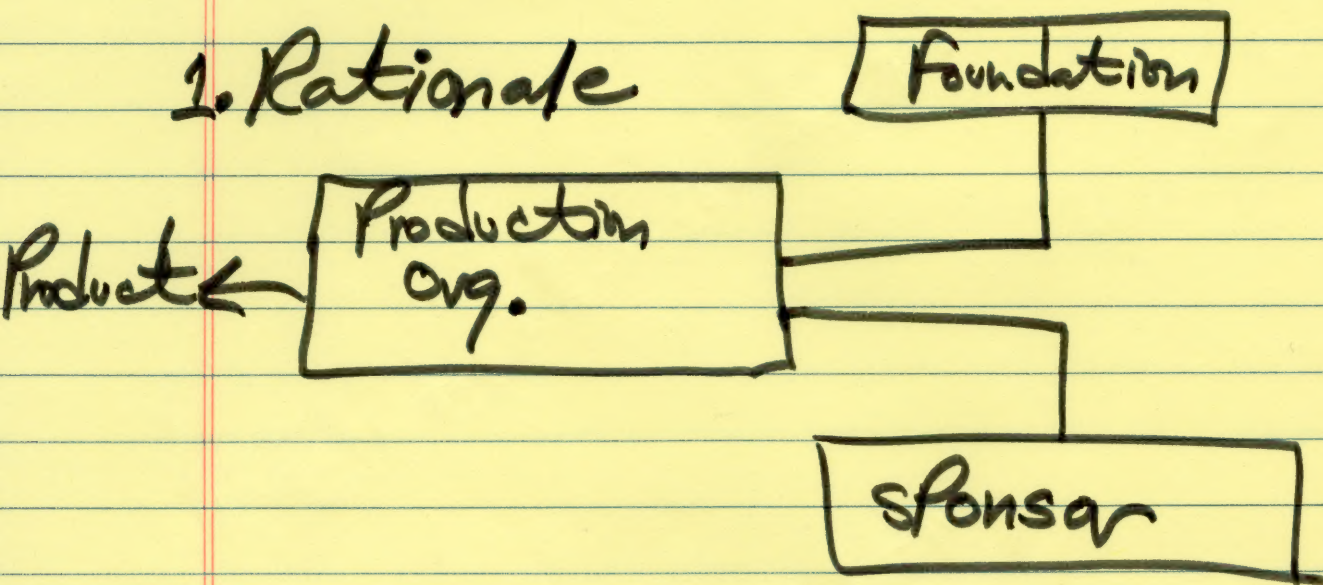 1. Rationale
Foundation
Production
Org.
Product
sponsor